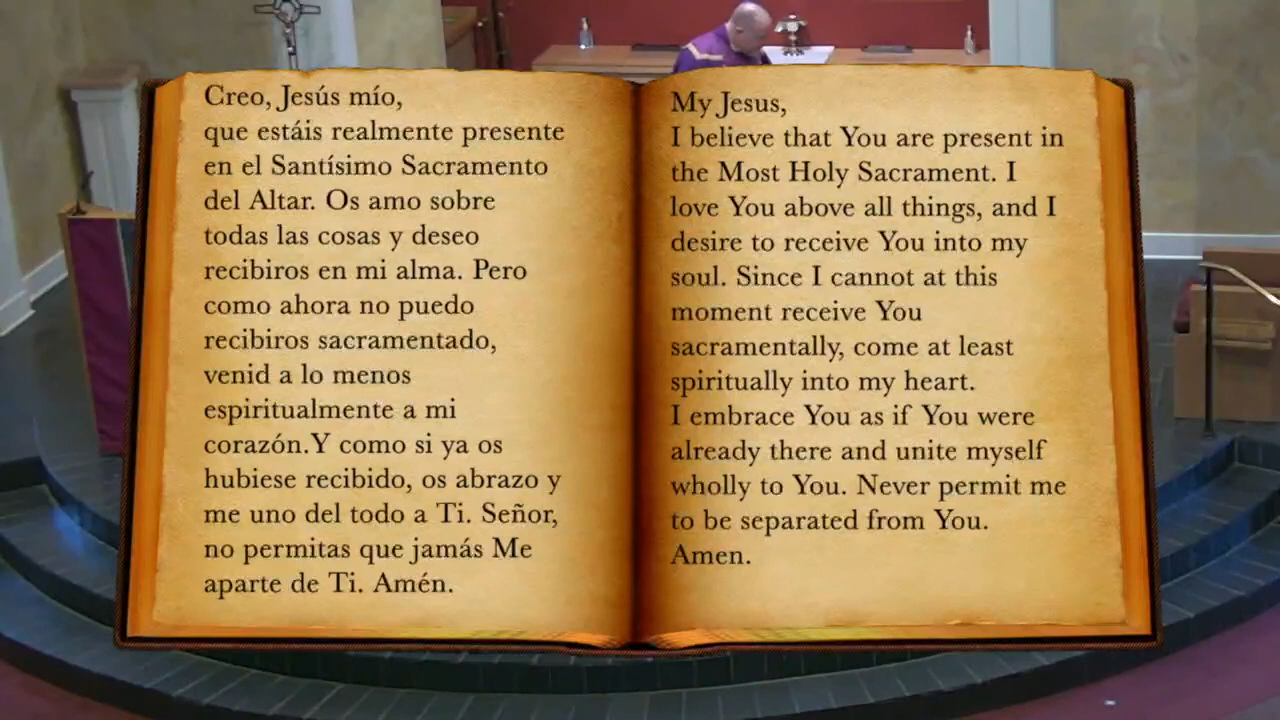 Creo, Jesús mío,
que estáis realmente presente
en el Santísimo Sacramento
del Altar. Os amo sobre
todas las cosas y deseo
recibiros en mi alma. Pero
como ahora no puedo
recibiros sacramentado,
venid a lo menos
espiritualmente a mi
corazón.Y como si ya os
hubiese recibido, os abrazo y
me uno del todo a Ti. Señor,
no permitas que jamás Me
aparte de Ti. Amén.
My Jesus,
I believe that You are present in
the Most Holy Sacrament. I
love You above all things, and I
desire to receive You into my
soul. Since I cannot at this
moment receive You
sacramentally, come at least
spiritually into my heart.
I embrace You as if You were
already there and unite myself
wholly to You. Never permit me
to be separated from You.
Amen.